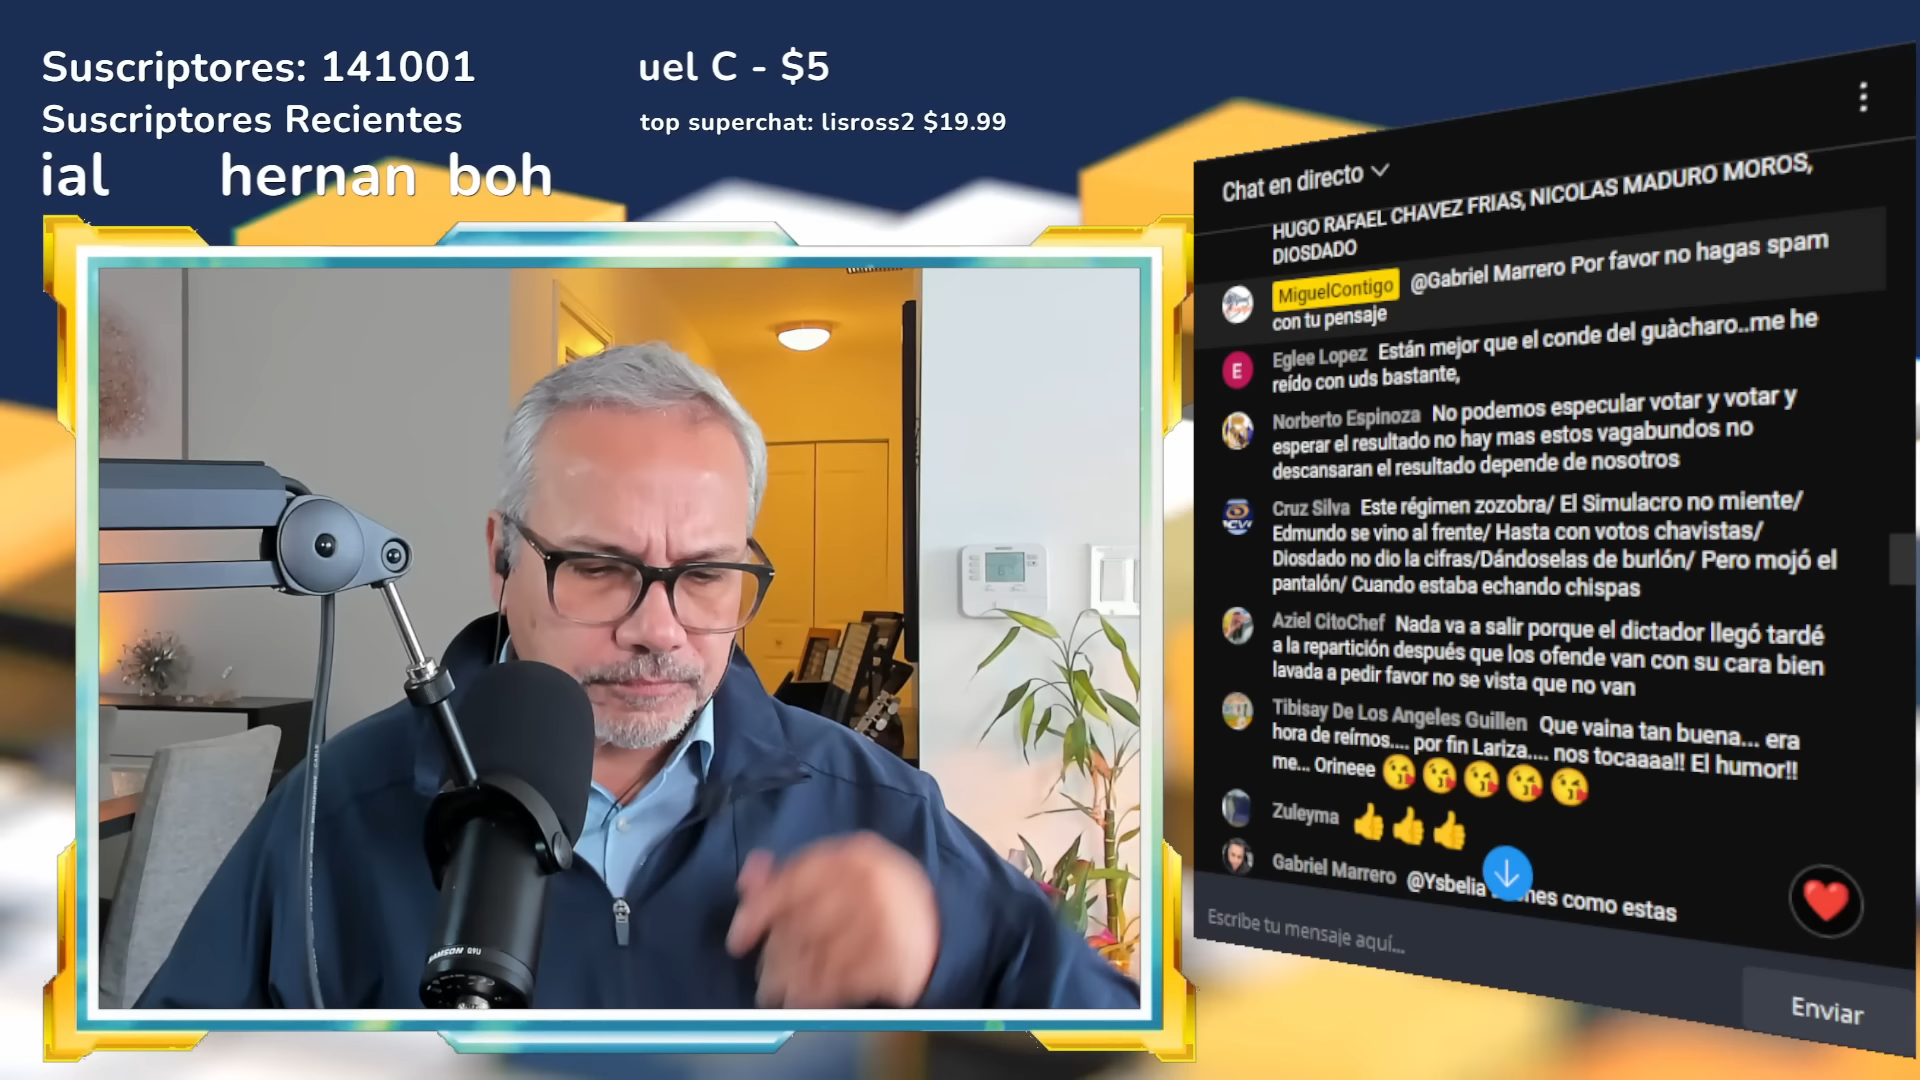 Suscriptores: 141001
Suscriptores Recientes
ial hernan boh
uel C - $5
top superchat: lisross2 $19.99
Chat en directo
HUGO RAFAEL CHAVEZ FRIAS, NICOLAS MADURO MOROS,
DIOSDADO
MiguelContigo @Gabriel Marrero Por favor no hagas spam
con tu pensaje
E
Eglee Lopez Están mejor que el conde del guàcharo..me he
reído con uds bastante,
Norberto Espinoza No podemos especular votar y votar y
esperar el resultado no hay mas estos vagabundos no
descansaran el resultado depende de nosotros
Cruz Silva Este régimen zozobra/ El Simulacro no miente/
Edmundo se vino al frente/ Hasta con votos chavistas/
Diosdado no dio la cifras/Dándoselas de burlón/ Pero mojó el
pantalón/ Cuando estaba echando chispas
Aziel CitoChef Nada va a salir porque el dictador llegó tardé
a la repartición después que los ofende van con su cara bien
lavada a pedir favor no se vista que no van
Tibisay De Los Angeles Guillen Que vaina tan buena... era
hora de reírnos.... por fin Lariza.... nos tocaaaa!! El humor!!
me... Orineee 😘😘😘😘😘
Zuleyma 👍👍👍
Gabriel Marrero @Ysbelia como estas
Escribe tu mensaje aquí...
Enviar
SAMSON Q9U